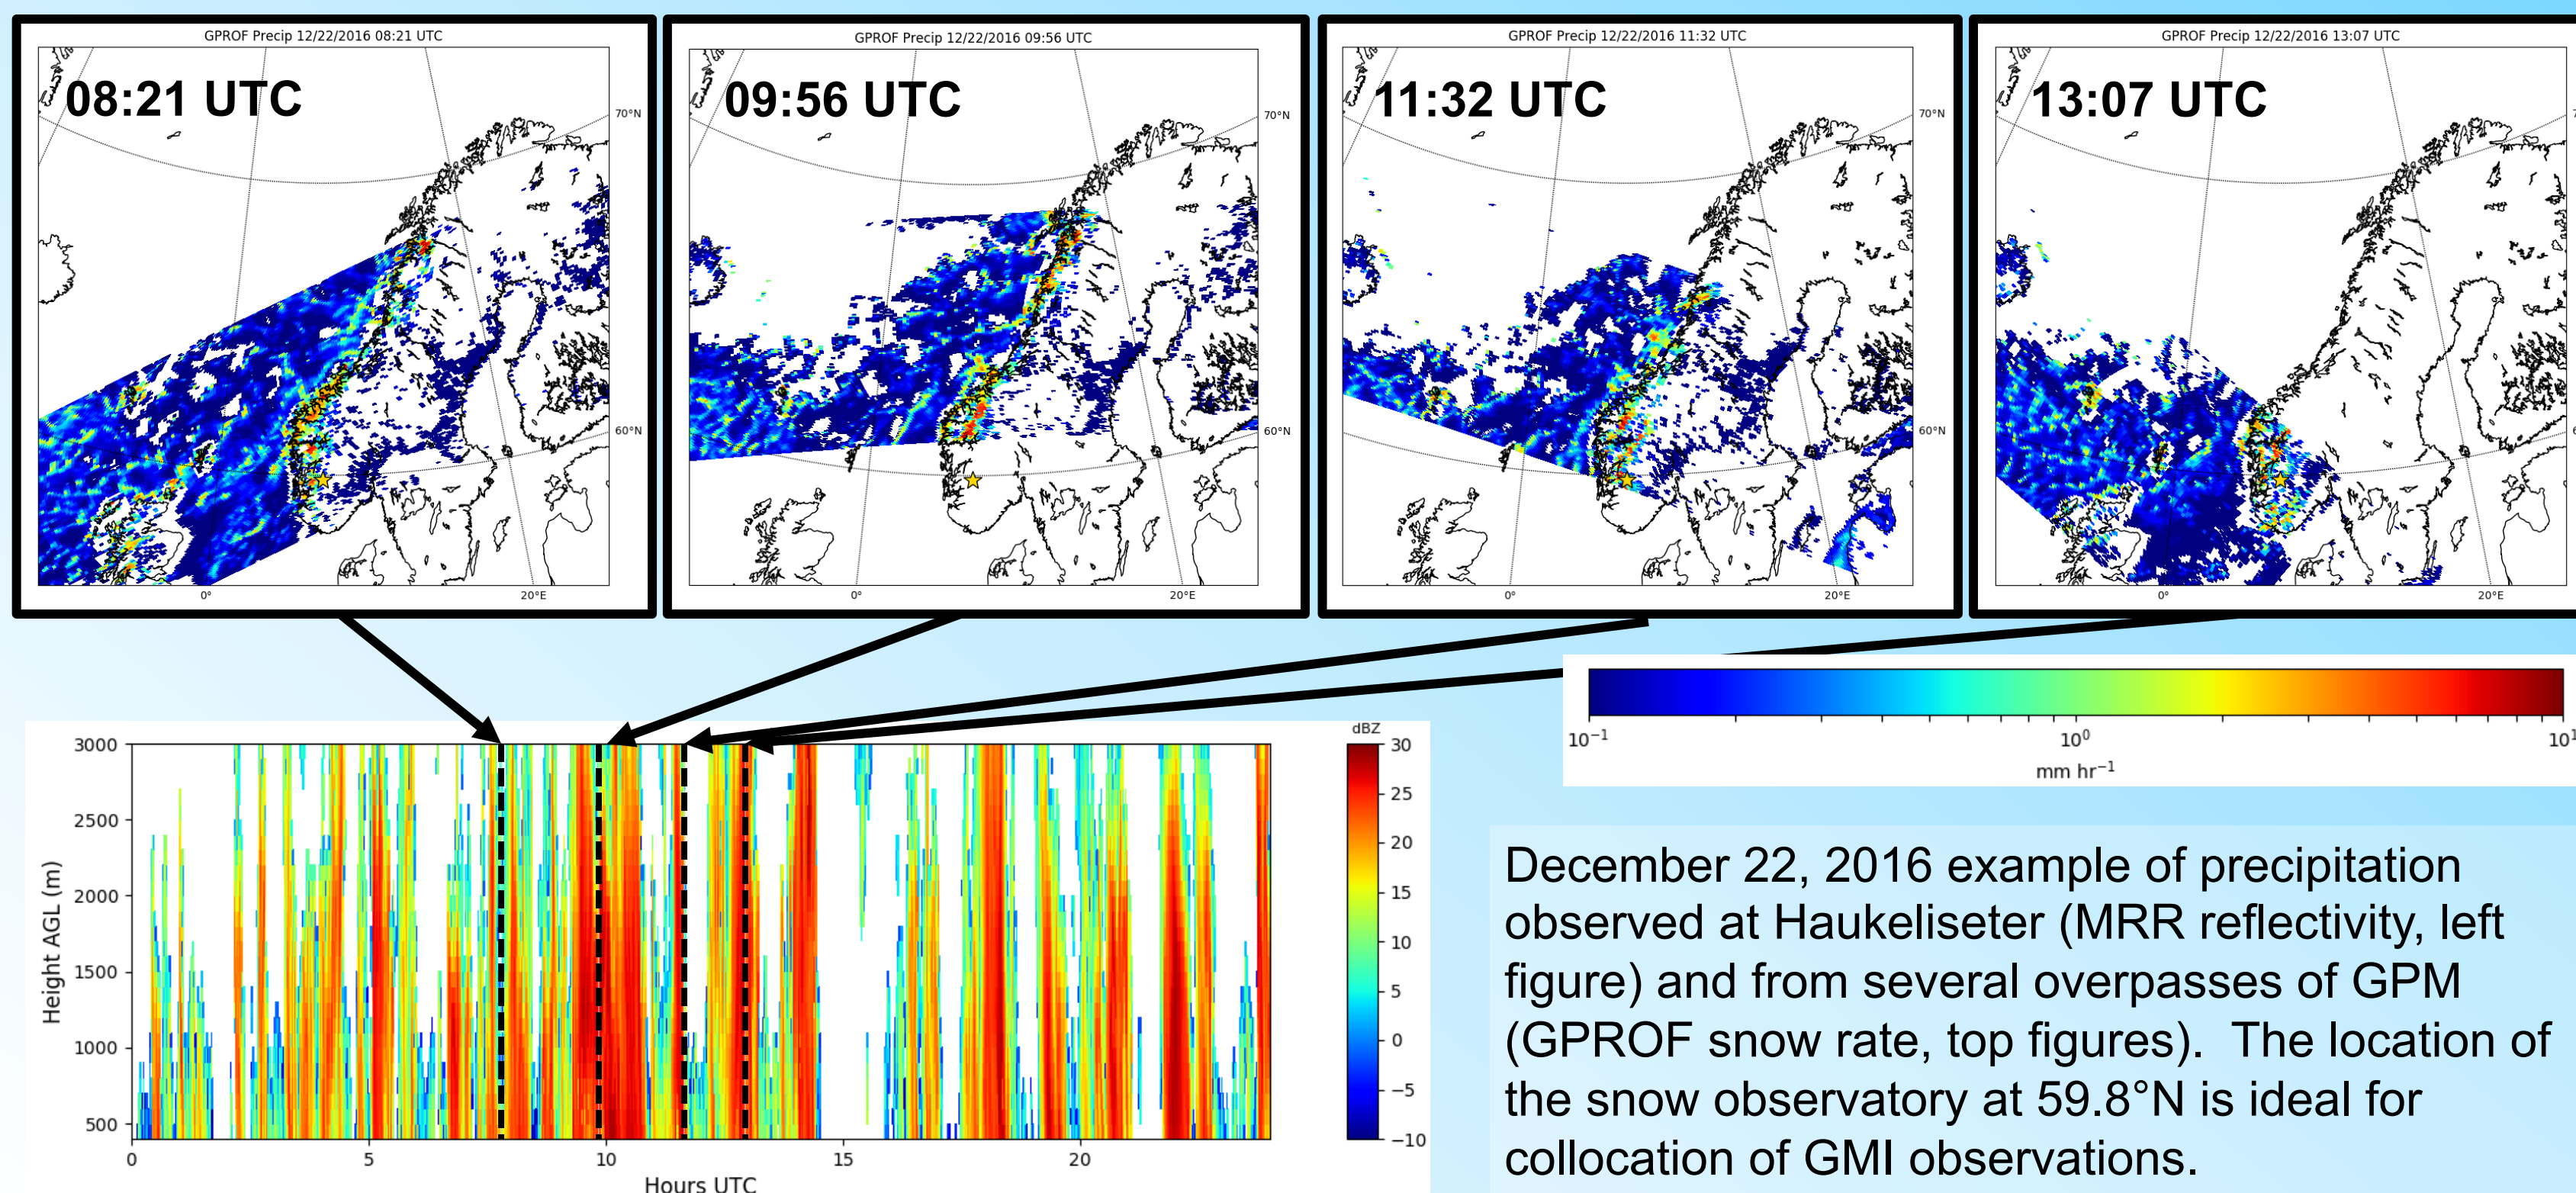 GPROF Precip 12/22/2016 08:21 UTC
08:21 UTC
70°N
60°N
0°
20°E
GPROF Precip 12/22/2016 09:56 UTC
09:56 UTC
70°N
60°N
0°
20°E
GPROF Precip 12/22/2016 11:32 UTC
11:32 UTC
70°N
60°N
0°
20°E
GPROF Precip 12/22/2016 13:07 UTC
13:07 UTC
0°
20°E
10⁻¹
10⁰
10¹
mm hr⁻¹
3000
2500
2000
1500
1000
500
Height AGL (m)
0
5
10
15
20
Hours UTC
dBZ
30
25
20
15
10
5
0
−5
−10
December 22, 2016 example of precipitation
observed at Haukeliseter (MRR reflectivity, left
figure) and from several overpasses of GPM
(GPROF snow rate, top figures).  The location of
the snow observatory at 59.8°N is ideal for
collocation of GMI observations.